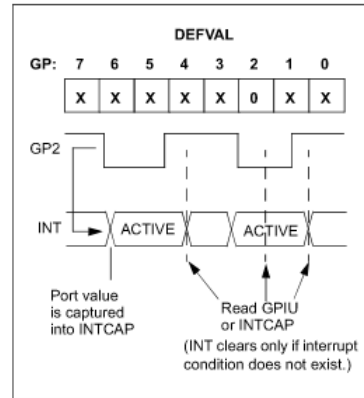 DEFVAL
GP: 7 6 5 4 3 2 1 0
X X X X X 0 X X
GP2
INT ACTIVE ACTIVE
Port value
is captured
into INTCAP
Read GPIU
or INTCAP
(INT clears only if interrupt
condition does not exist.)